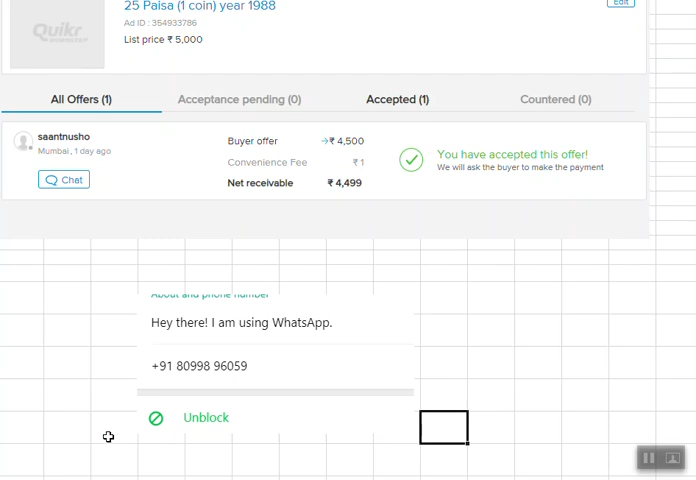 25 Paisa (1 coin) year 1988
Edit
Quikr
Ad ID : 354933786
List price ₹ 5,000
All Offers (1) Acceptance pending (0) Accepted (1) Countered (0)
saantnusho
Mumbai, 1 day ago
Chat
Buyer offer →₹ 4,500
Convenience Fee ₹ 1
Net receivable ₹ 4,499
You have accepted this offer!
We will ask the buyer to make the payment
About and phone number
Hey there! I am using WhatsApp.
+91 80998 96059
Unblock